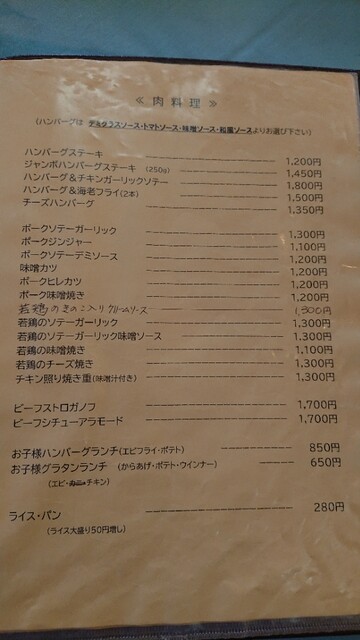 ≪ 肉 料 理 ≫
(ハンバーグは デミグラスソース・トマトソース・味噌ソース・和風ソースよりお選び下さい)
ハンバーグステーキ 1,200円
ジャンボハンバーグステーキ (250g) 1,450円
ハンバーグ&チキンガーリックソテー 1,800円
ハンバーグ&海老フライ(2本) 1,500円
チーズハンバーグ 1,350円
ポークソテーガーリック 1,300円
ポークジンジャー 1,100円
ポークソテーデミソース 1,200円
味噌カツ 1,200円
ポークヒレカツ 1,200円
ポーク味噌焼き 1,200円
若鶏のきのこ入りクリームソース 1,300円
若鶏のソテーガーリック 1,300円
若鶏のソテーガーリック味噌ソース 1,300円
若鶏の味噌焼き 1,100円
若鶏のチーズ焼き 1,300円
チキン照り焼き重(味噌汁付き) 1,300円
ビーフストロガノフ 1,700円
ビーフシチューアラモード 1,700円
お子様ハンバーグランチ(エビフライ・ポテト) 850円
お子様グラタンランチ (からあげ・ポテト・ウインナー) 650円
(エビ・カニ・チキン)
ライス・パン 280円
(ライス大盛り50円増し)